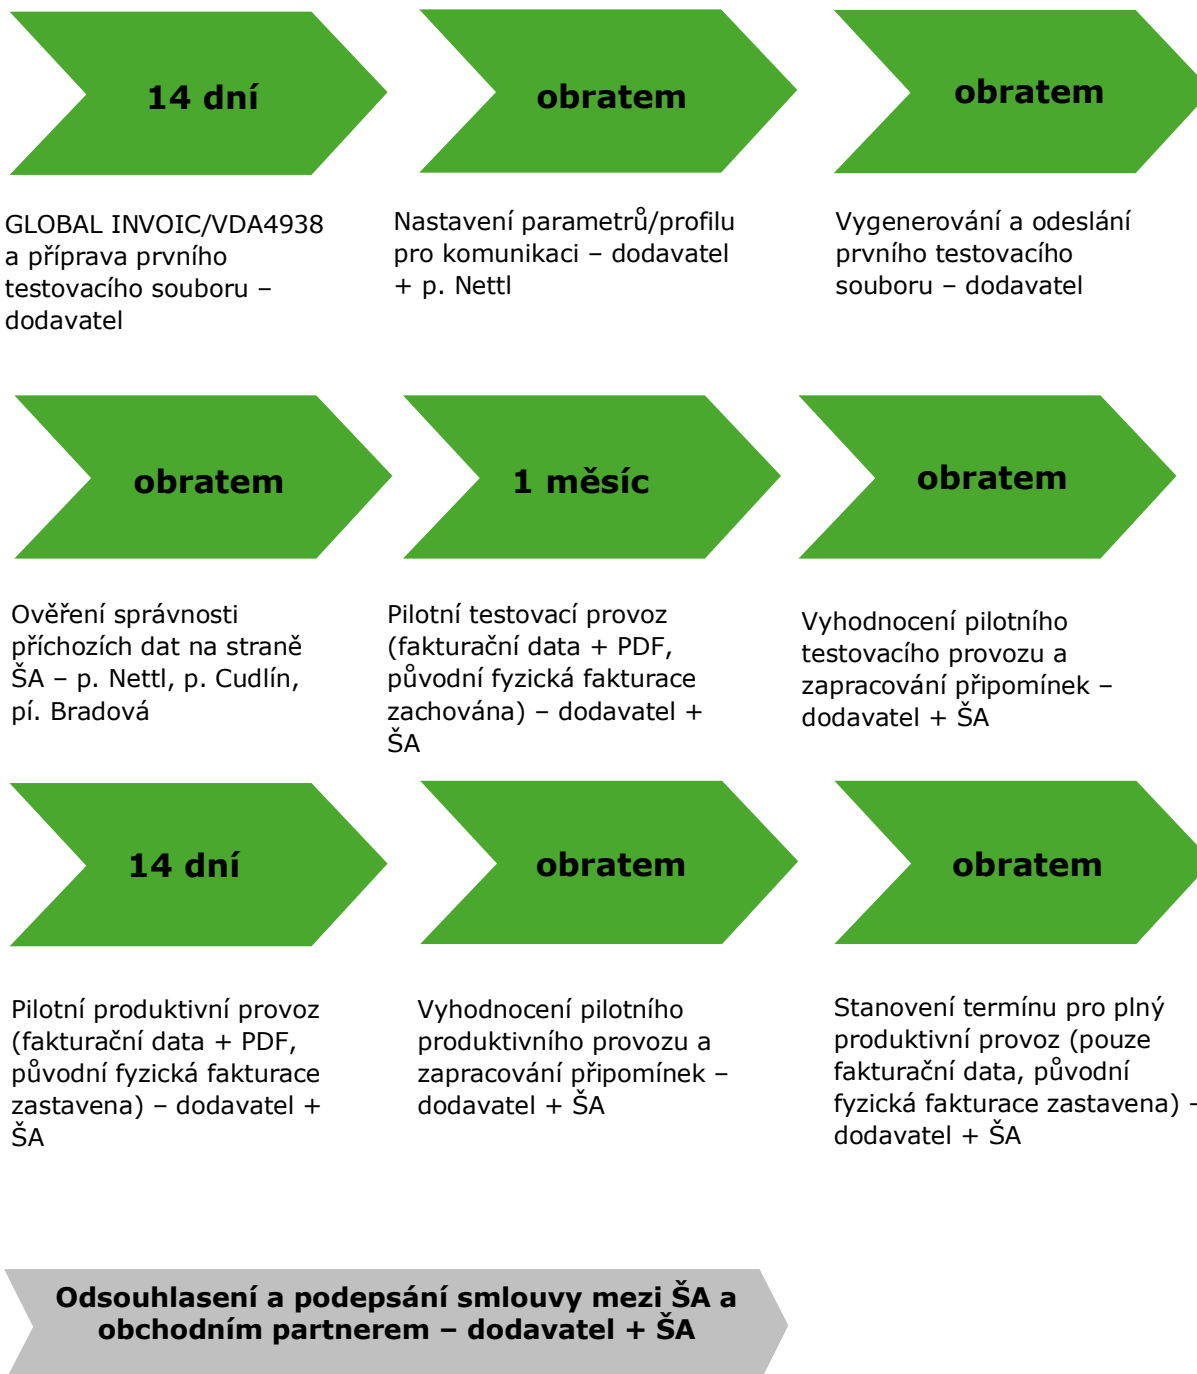 14 dní
obratem
obratem
GLOBAL INVOIC/VDA4938
a příprava prvního
testovacího souboru –
dodavatel
Nastavení parametrů/profilu
pro komunikaci – dodavatel
+ p. Nettl
Vygenerování a odeslání
prvního testovacího
souboru – dodavatel
obratem
1 měsíc
obratem
Ověření správnosti
příchozích dat na straně
ŠA – p. Nettl, p. Cudlín,
pí. Bradová
Pilotní testovací provoz
(fakturační data + PDF,
původní fyzická fakturace
zachována) – dodavatel +
ŠA
Vyhodnocení pilotního
testovacího provozu a
zapracování připomínek –
dodavatel + ŠA
14 dní
obratem
obratem
Pilotní produktivní provoz
(fakturační data + PDF,
původní fyzická fakturace
zastavena) – dodavatel +
ŠA
Vyhodnocení pilotního
produktivního provozu a
zapracování připomínek –
dodavatel + ŠA
Stanovení termínu pro plný
produktivní provoz (pouze
fakturační data, původní
fyzická fakturace zastavena) –
dodavatel + ŠA
Odsouhlasení a podepsání smlouvy mezi ŠA a
obchodním partnerem – dodavatel + ŠA